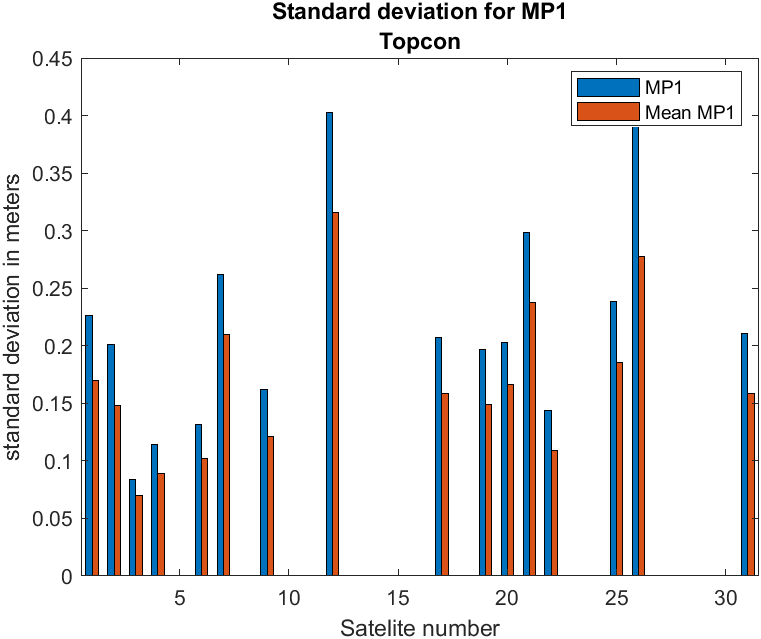 Standard deviation for MP1
Topcon
0.45
0.4
0.35
0.3
0.25
0.2
0.15
0.1
0.05
0
standard deviation in meters
MP1
Mean MP1
5 10 15 20 25 30
Satelite number